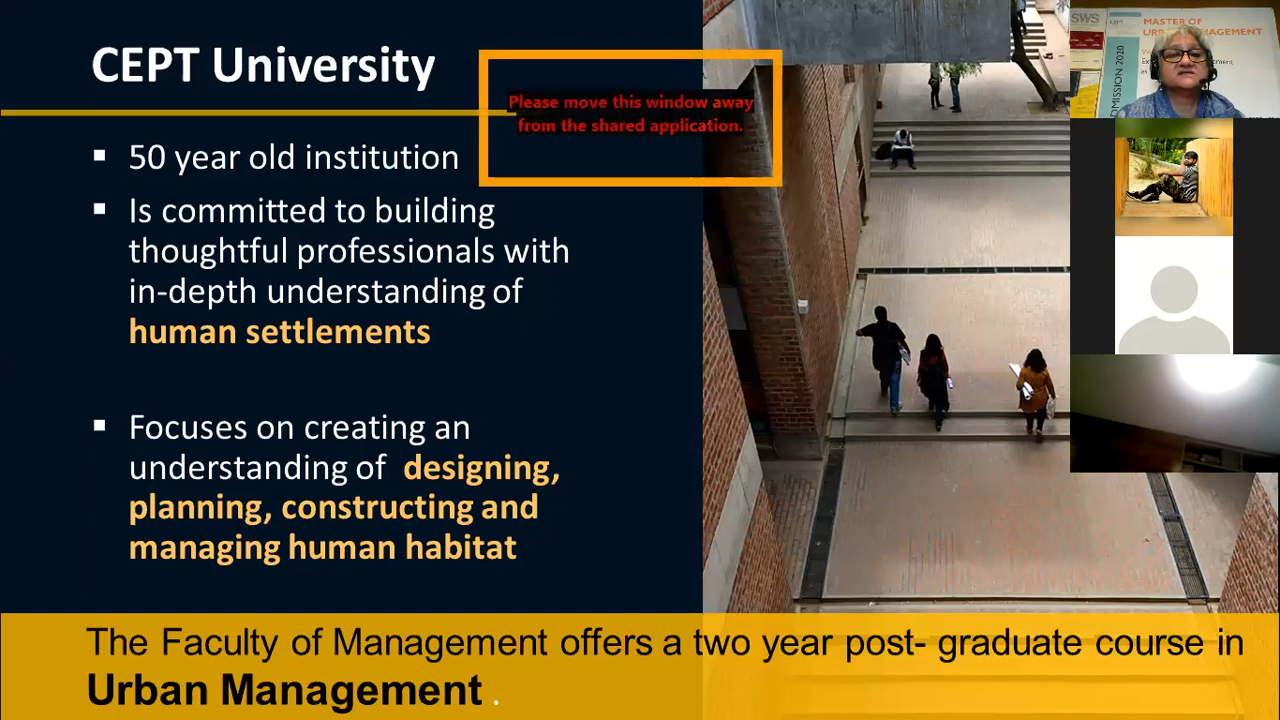 CEPT University
Please move this window away
from the shared application.
▪ 50 year old institution
▪ Is committed to building
thoughtful professionals with
in-depth understanding of
human settlements
▪ Focuses on creating an
understanding of designing,
planning, constructing and
managing human habitat
The Faculty of Management offers a two year post- graduate course in
Urban Management .
SWS
MASTER OF
ADMISSION 2020